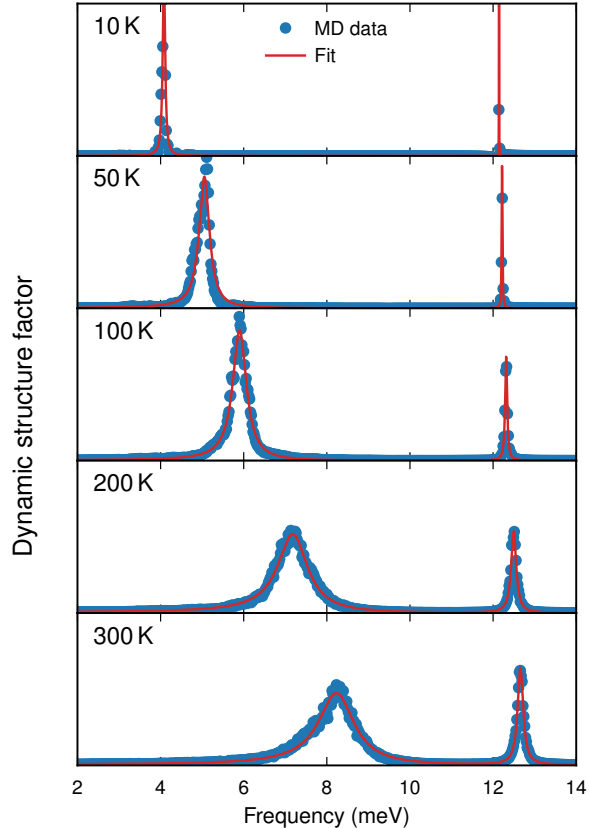 10 K
MD data
Fit
50 K
100 K
200 K
300 K
Dynamic structure factor
2 4 6 8 10 12 14
Frequency (meV)